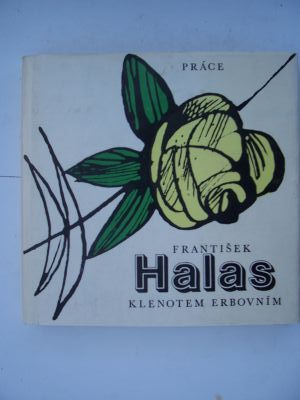 PRÁCE
FRANTIŠEK
Halas
KLENOTEM ERBOVNÍM